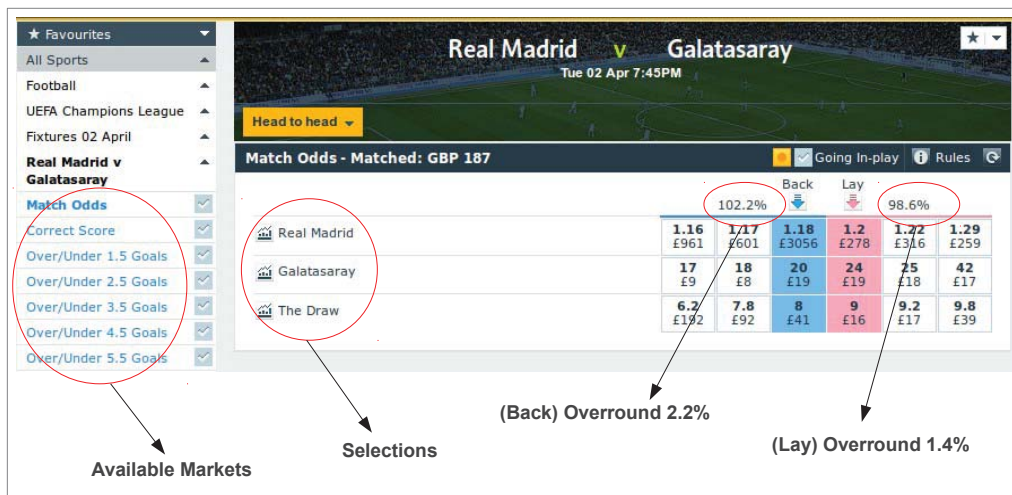 ★ Favourites
All Sports
Football
UEFA Champions League
Fixtures 02 April
Real Madrid v
Galatasaray
Match Odds
Correct Score
Over/Under 1.5 Goals
Over/Under 2.5 Goals
Over/Under 3.5 Goals
Over/Under 4.5 Goals
Over/Under 5.5 Goals
Real Madrid v Galatasaray
Tue 02 Apr 7:45PM
Head to head
Match Odds - Matched: GBP 187 Going In-play Rules
Back Lay
102.2% 98.6%
Real Madrid 1.16 1.17 1.18 1.2 1.22 1.29
£961 £601 £3056 £278 £316 £259
Galatasaray 17 18 20 24 25 42
£9 £8 £19 £19 £18 £17
The Draw 6.2 7.8 8 9 9.2 9.8
£192 £92 £41 £16 £17 £39
(Back) Overround 2.2%
Selections
(Lay) Overround 1.4%
Available Markets